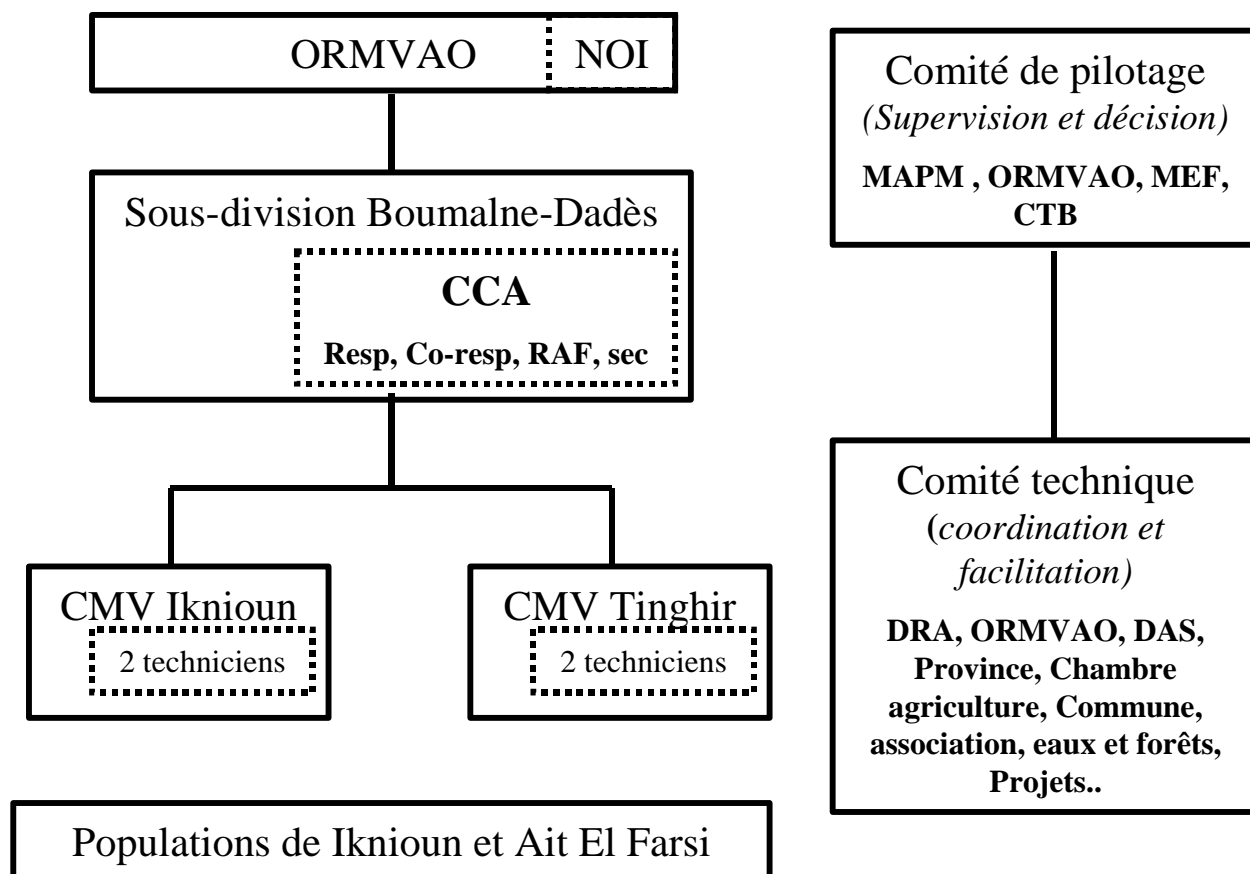 ORMVAO NOI
Sous-division Boumalne-Dadès
CCA
Resp, Co-resp, RAF, sec
CMV Iknioun
2 techniciens
CMV Tinghir
2 techniciens
Populations de Iknioun et Ait El Farsi
Comité de pilotage
(Supervision et décision)
MAPM , ORMVAO, MEF,
CTB
Comité technique
(coordination et
facilitation)
DRA, ORMVAO, DAS,
Province, Chambre
agriculture, Commune,
association, eaux et forêts,
Projets..